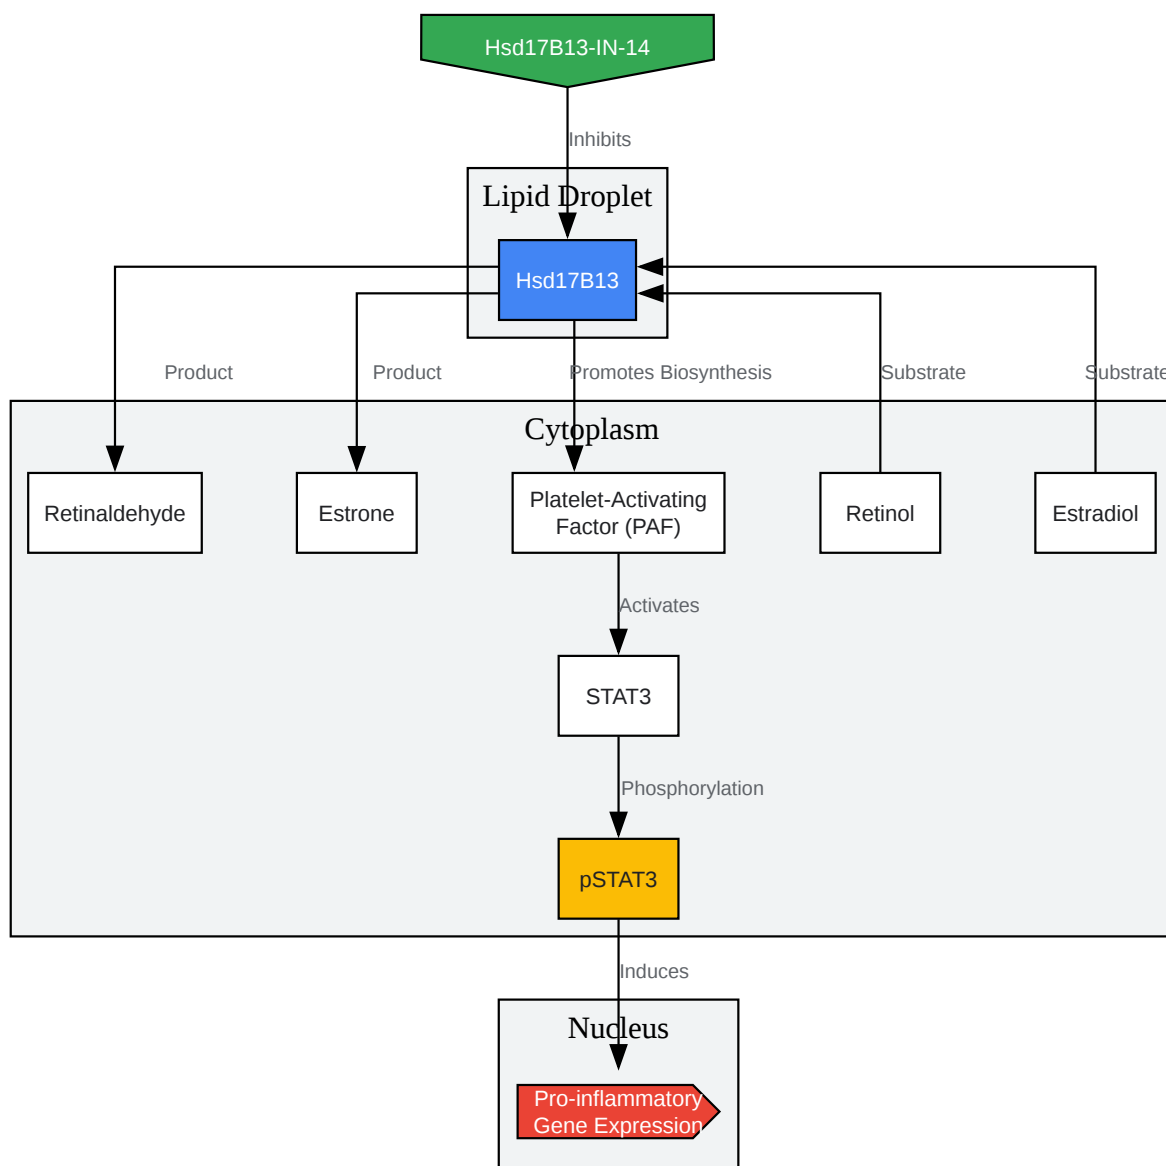 Hsd17B13-IN-14
Inhibits
Lipid Droplet
Hsd17B13
Product
Product
Promotes Biosynthesis
Substrate
Substrate
Cytoplasm
Retinaldehyde
Estrone
Platelet-Activating
Factor (PAF)
Retinol
Estradiol
Activates
STAT3
Phosphorylation
pSTAT3
Induces
Nucleus
Pro-inflammatory
Gene Expression